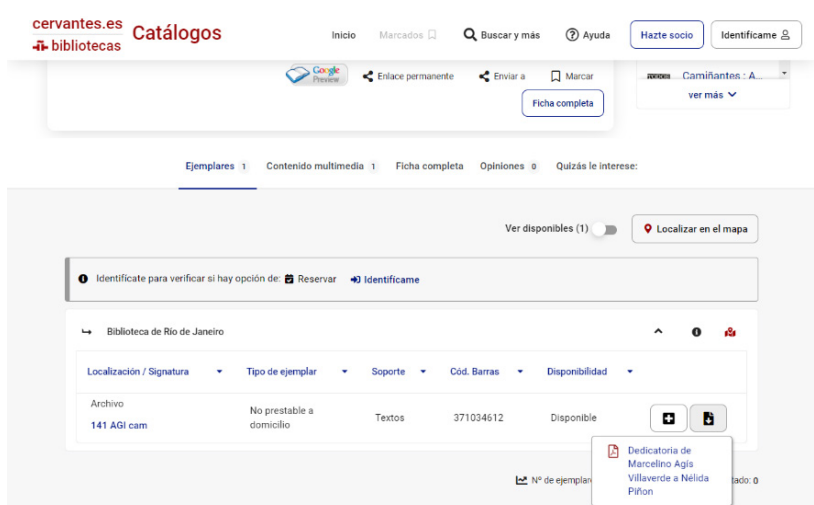 cervantes.es
bibliotecas
Catálogos
Inicio
Marcados
Buscar y más
Ayuda
Hazte socio
Identifícame
Google
Preview
Enlace permanente
Enviar a
Marcar
Ficha completa
Camiñantes : A...
ver más
Ejemplares 1
Contenido multimedia 1
Ficha completa
Opiniones 0
Quizás le interese:
Ver disponibles (1)
Localizar en el mapa
Identifícate para verificar si hay opción de: Reservar Identifícame
Biblioteca de Río de Janeiro
Localización / Signatura
Tipo de ejemplar
Soporte
Cód. Barras
Disponibilidad
Archivo
141 AGI cam
No prestable a
domicilio
Textos
371034612
Disponible
Dedicatoria de
Marcelino Agís
Villaverde a Nélida
Piñon
Nº de ejemplar
tado: 0